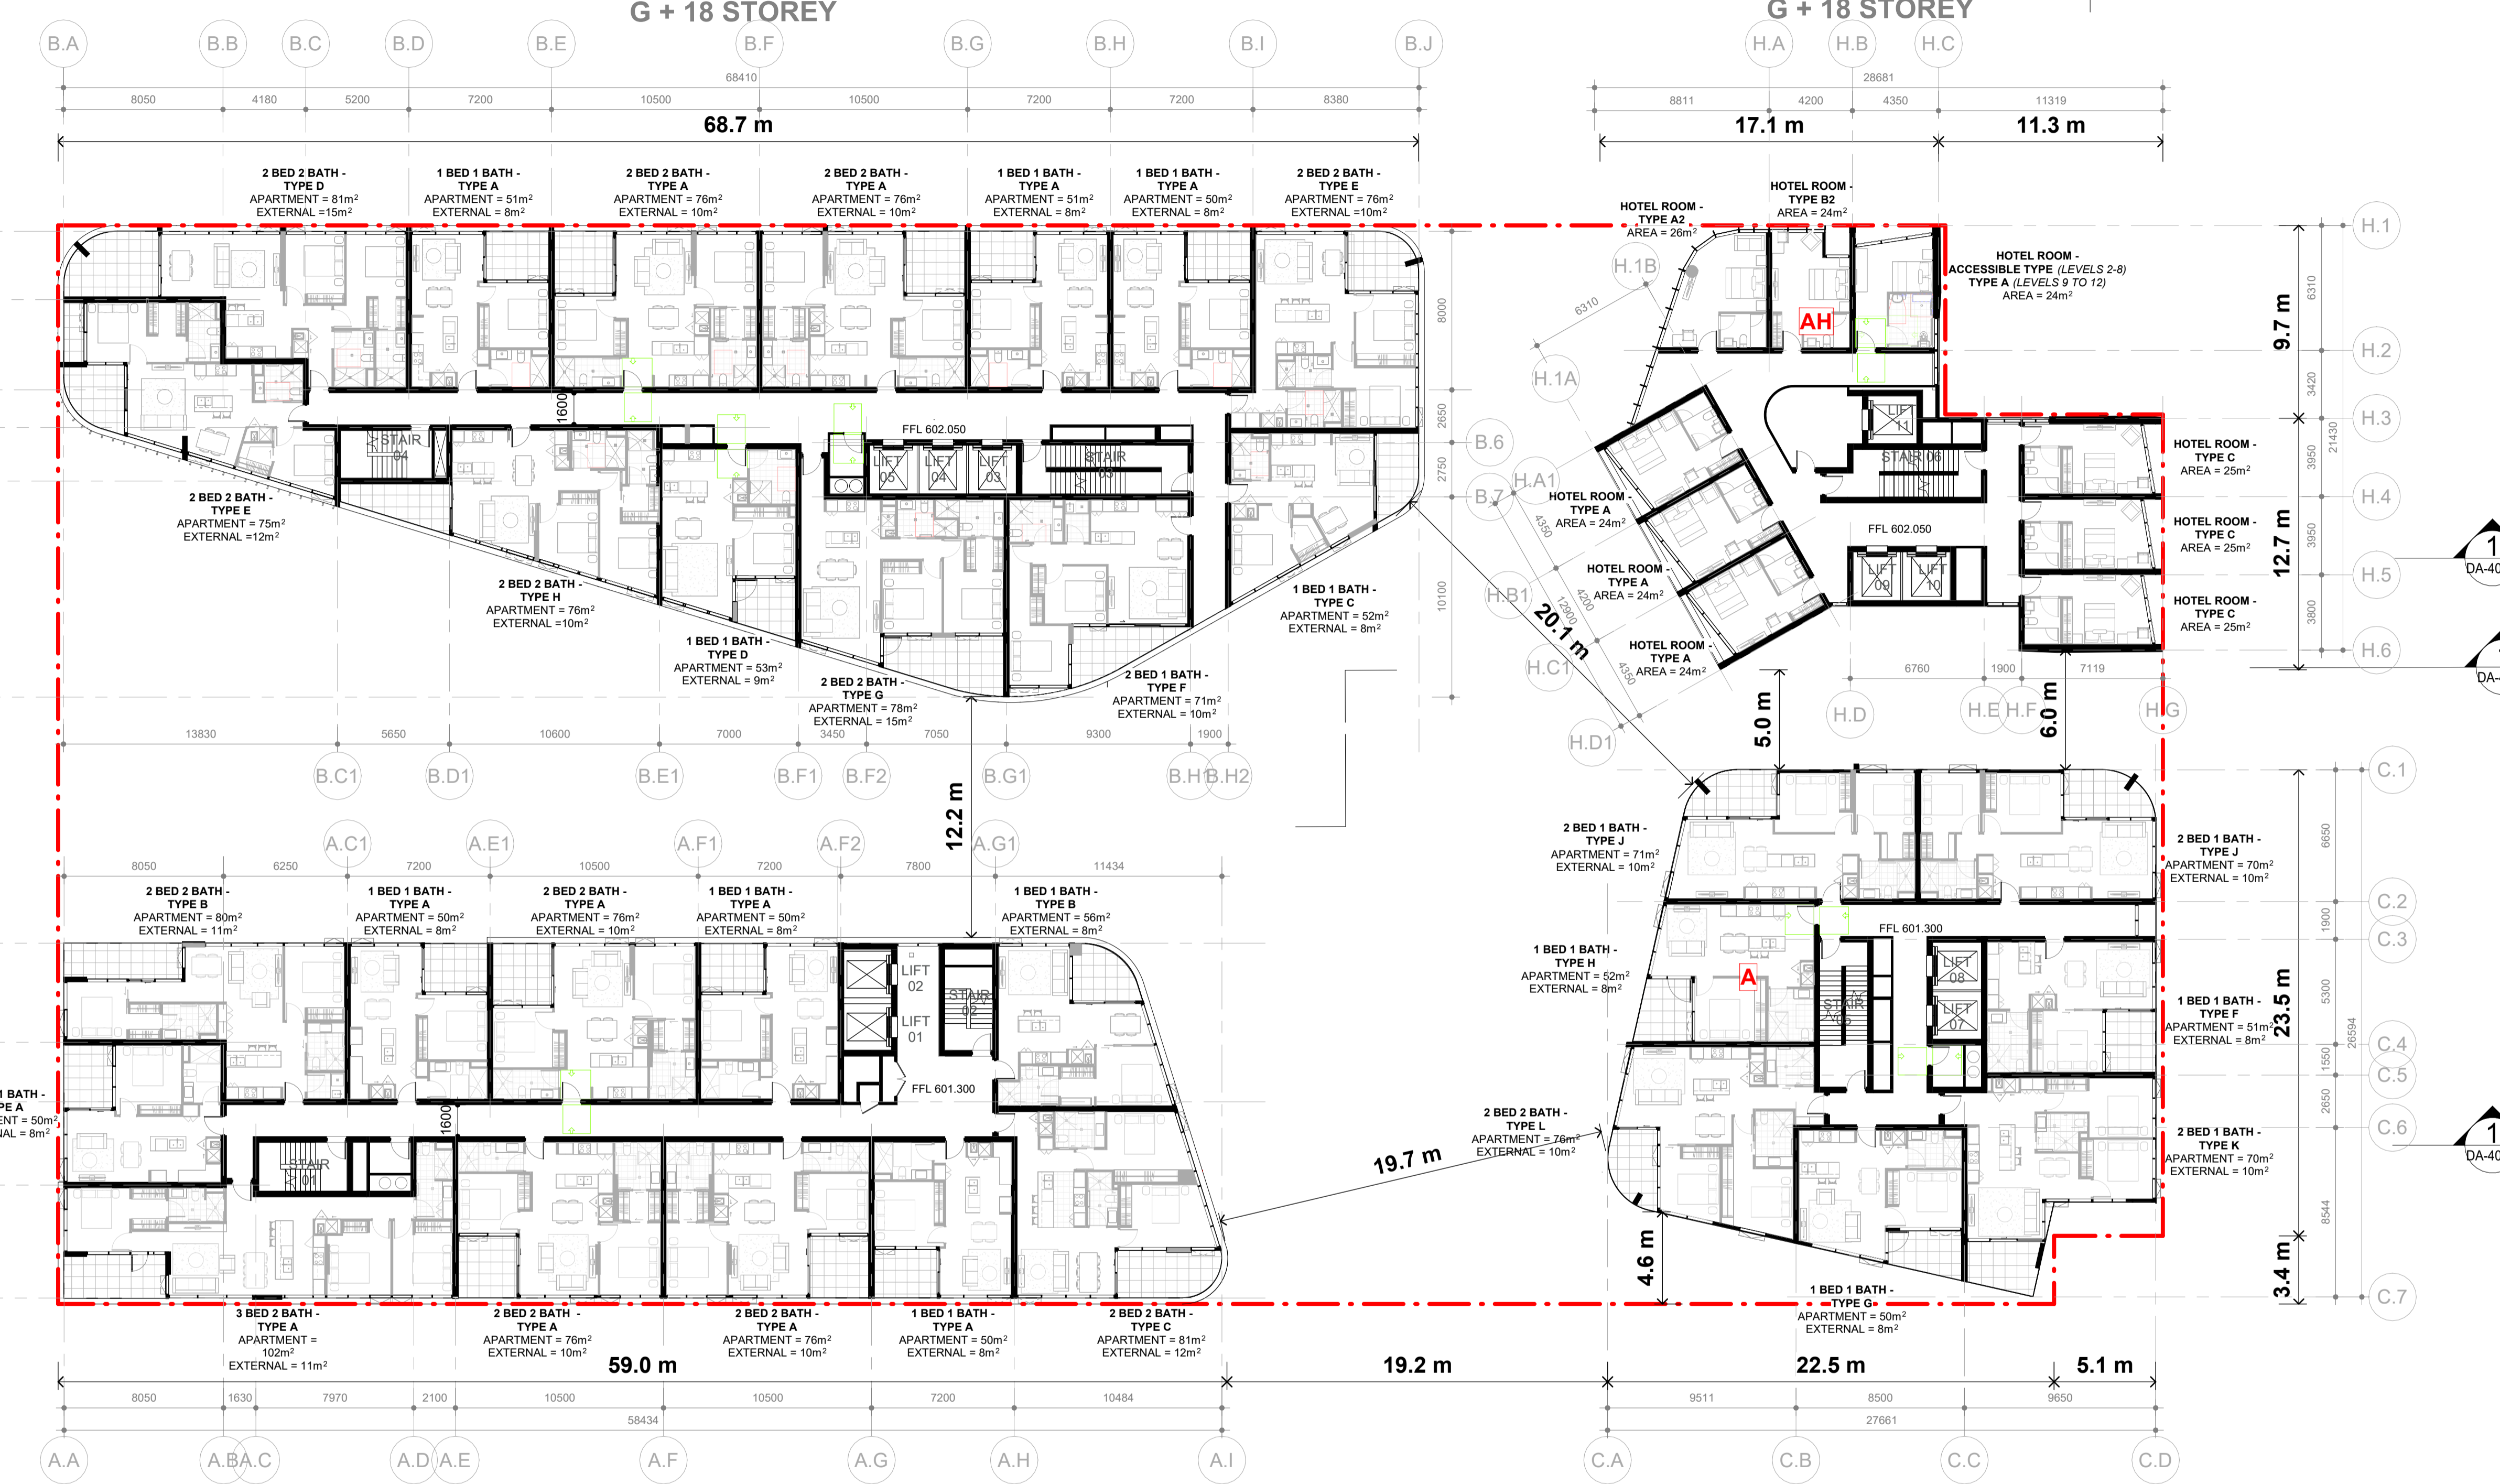 G + 18 STOREY
G + 18 STOREY
B.A
B.B
B.C
B.D
B.E
B.F
B.G
B.H
B.I
B.J
H.A
H.B
H.C
68410
28681
8050
4180
5200
7200
10500
10500
7200
7200
8380
8811
4200
4350
11319
68.7 m
17.1 m
11.3 m
2 BED 2 BATH -
TYPE D
APARTMENT = 81m²
EXTERNAL =15m²
1 BED 1 BATH -
TYPE A
APARTMENT = 51m²
EXTERNAL = 8m²
2 BED 2 BATH -
TYPE A
APARTMENT = 76m²
EXTERNAL = 10m²
2 BED 2 BATH -
TYPE A
APARTMENT = 76m²
EXTERNAL = 10m²
1 BED 1 BATH -
TYPE A
APARTMENT = 51m²
EXTERNAL = 8m²
1 BED 1 BATH -
TYPE A
APARTMENT = 50m²
EXTERNAL = 8m²
2 BED 2 BATH -
TYPE E
APARTMENT = 76m²
EXTERNAL =10m²
HOTEL ROOM -
TYPE A2
AREA = 26m²
HOTEL ROOM -
TYPE B2
AREA = 24m²
HOTEL ROOM -
ACCESSIBLE TYPE (LEVELS 2-8)
TYPE A (LEVELS 9 TO 12)
AREA = 24m²
H.1
H.1B
6310
H.1A
AH
6310
9.7 m
H.2
3420
H.3
21430
8000
2650
2750
10100
B.6
B.7
1600
FFL 602.050
STAIR
04
LIFT
05
LIFT
04
LIFT
03
STAIR
03
LIFT
11
STAIR 06
FFL 602.050
LIFT
09
LIFT
10
HOTEL ROOM -
TYPE C
AREA = 25m²
HOTEL ROOM -
TYPE C
AREA = 25m²
HOTEL ROOM -
TYPE C
AREA = 25m²
3950
H.4
3950
12.7 m
H.5
3800
H.6
1
DA-40
DA-4
H.A1
HOTEL ROOM -
TYPE A
AREA = 24m²
4350
H.B1
HOTEL ROOM -
TYPE A
AREA = 24m²
4200
12900
H.C1
HOTEL ROOM -
TYPE A
AREA = 24m²
4350
H.D1
20.1 m
2 BED 2 BATH -
TYPE E
APARTMENT = 75m²
EXTERNAL =12m²
2 BED 2 BATH -
TYPE H
APARTMENT = 76m²
EXTERNAL =10m²
1 BED 1 BATH -
TYPE D
APARTMENT = 53m²
EXTERNAL = 9m²
2 BED 2 BATH -
TYPE G
APARTMENT = 78m²
EXTERNAL = 15m²
2 BED 1 BATH -
TYPE F
APARTMENT = 71m²
EXTERNAL = 10m²
1 BED 1 BATH -
TYPE C
APARTMENT = 52m²
EXTERNAL = 8m²
6760
1900
7119
H.D
H.E
H.F
H.G
5.0 m
6.0 m
13830
5650
10600
7000
3450
7050
9300
1900
B.C1
B.D1
B.E1
B.F1
B.F2
B.G1
B.H1
B.H2
12.2 m
A.C1
A.E1
A.F1
A.F2
A.G1
8050
6250
7200
10500
7200
7800
11434
2 BED 2 BATH -
TYPE B
APARTMENT = 80m²
EXTERNAL = 11m²
1 BED 1 BATH -
TYPE A
APARTMENT = 50m²
EXTERNAL = 8m²
2 BED 2 BATH -
TYPE A
APARTMENT = 76m²
EXTERNAL = 10m²
1 BED 1 BATH -
TYPE A
APARTMENT = 50m²
EXTERNAL = 8m²
1 BED 1 BATH -
TYPE B
APARTMENT = 56m²
EXTERNAL = 8m²
LIFT
02
LIFT
01
STAIR
02
FFL 601.300
1600
STAIR
01
1 BATH -
PE A
ENT = 50m²
NAL = 8m²
3 BED 2 BATH -
TYPE A
APARTMENT =
102m²
EXTERNAL = 11m²
2 BED 2 BATH -
TYPE A
APARTMENT = 76m²
EXTERNAL = 10m²
2 BED 2 BATH -
TYPE A
APARTMENT = 76m²
EXTERNAL = 10m²
1 BED 1 BATH -
TYPE A
APARTMENT = 50m²
EXTERNAL = 8m²
2 BED 2 BATH -
TYPE C
APARTMENT = 81m²
EXTERNAL = 12m²
2 BED 1 BATH -
TYPE J
APARTMENT = 71m²
EXTERNAL = 10m²
2 BED 1 BATH -
TYPE J
APARTMENT = 70m²
EXTERNAL = 10m²
1 BED 1 BATH -
TYPE H
APARTMENT = 52m²
EXTERNAL = 8m²
A
FFL 601.300
LIFT
08
LIFT
07
STAIR
05
1 BED 1 BATH -
TYPE F
APARTMENT = 51m²
EXTERNAL = 8m²
2 BED 2 BATH -
TYPE L
APARTMENT = 76m²
EXTERNAL = 10m²
2 BED 1 BATH -
TYPE K
APARTMENT = 70m²
EXTERNAL = 10m²
1 BED 1 BATH -
TYPE G
APARTMENT = 50m²
EXTERNAL = 8m²
19.7 m
4.6 m
C.1
6650
C.2
1900
C.3
5300
23.5 m
26594
C.4
1550
C.5
2650
C.6
8544
3.4 m
C.7
1
DA-40
59.0 m
19.2 m
22.5 m
5.1 m
8050
1630
7970
2100
10500
10500
7200
10484
58434
9511
8500
9650
27661
A.A
A.B
A.C
A.D
A.E
A.F
A.G
A.H
A.I
C.A
C.B
C.C
C.D